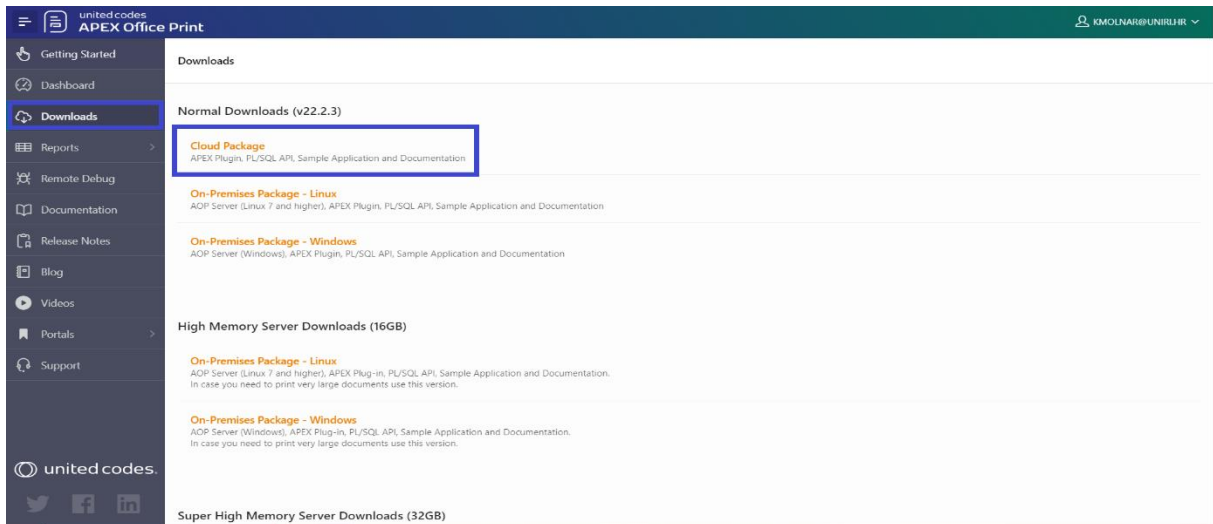 united codes
APEX Office Print
KMOLNAR@UNIRI.HR
Getting Started
Dashboard
Downloads
Reports
Remote Debug
Documentation
Release Notes
Blog
Videos
Portals
Support
united codes.
Downloads
Normal Downloads (v22.2.3)
Cloud Package
APEX Plugin, PL/SQL API, Sample Application and Documentation
On-Premises Package - Linux
AOP Server (Linux 7 and higher), APEX Plugin, PL/SQL API, Sample Application and Documentation
On-Premises Package - Windows
AOP Server (Windows), APEX Plugin, PL/SQL API, Sample Application and Documentation
High Memory Server Downloads (16GB)
On-Premises Package - Linux
AOP Server (Linux 7 and higher), APEX Plug-in, PL/SQL API, Sample Application and Documentation.
In case you need to print very large documents use this version.
On-Premises Package - Windows
AOP Server (Windows), APEX Plug-in, PL/SQL API, Sample Application and Documentation.
In case you need to print very large documents use this version.
Super High Memory Server Downloads (32GB)